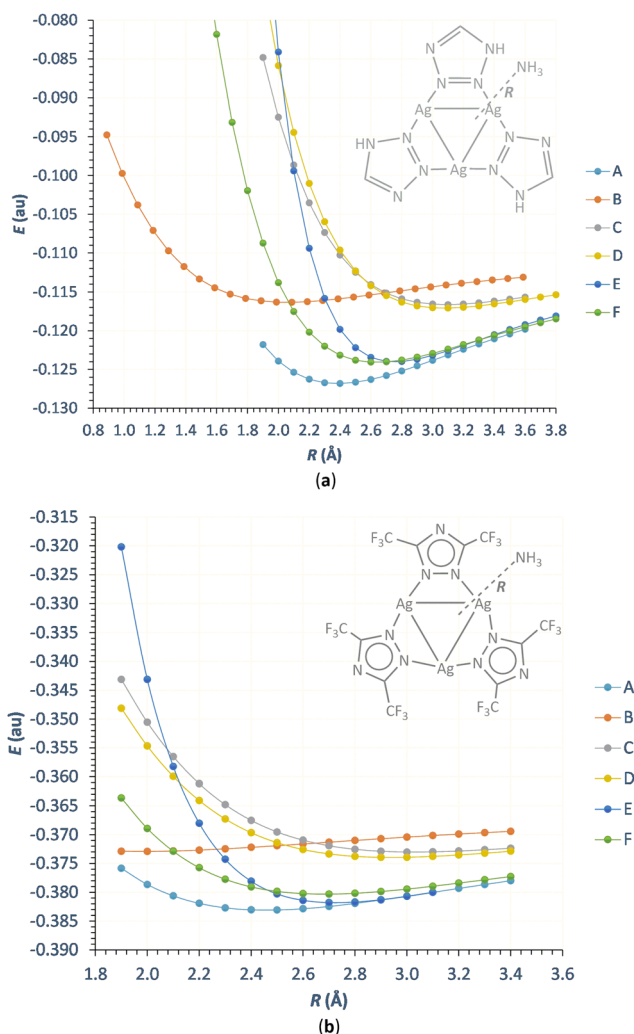 -0.080
-0.085
-0.090
-0.095
-0.100
-0.105
-0.110
-0.115
-0.120
-0.125
-0.130
E (au)
0.8 1.0 1.2 1.4 1.6 1.8 2.0 2.2 2.4 2.6 2.8 3.0 3.2 3.4 3.6 3.8
R (Å)
N NH
N N NH3
R
Ag Ag
HN N N N
N N
N Ag N N
H
A
B
C
D
E
F
(a)
-0.315
-0.320
-0.325
-0.330
-0.335
-0.340
-0.345
-0.350
-0.355
-0.360
-0.365
-0.370
-0.375
-0.380
-0.385
-0.390
E (au)
1.8 2.0 2.2 2.4 2.6 2.8 3.0 3.2 3.4 3.6
R (Å)
N
F3C CF3
N N NH3
R
Ag Ag
F3C N N CF3
N N Ag N N
CF3 F3C
A
B
C
D
E
F
(b)